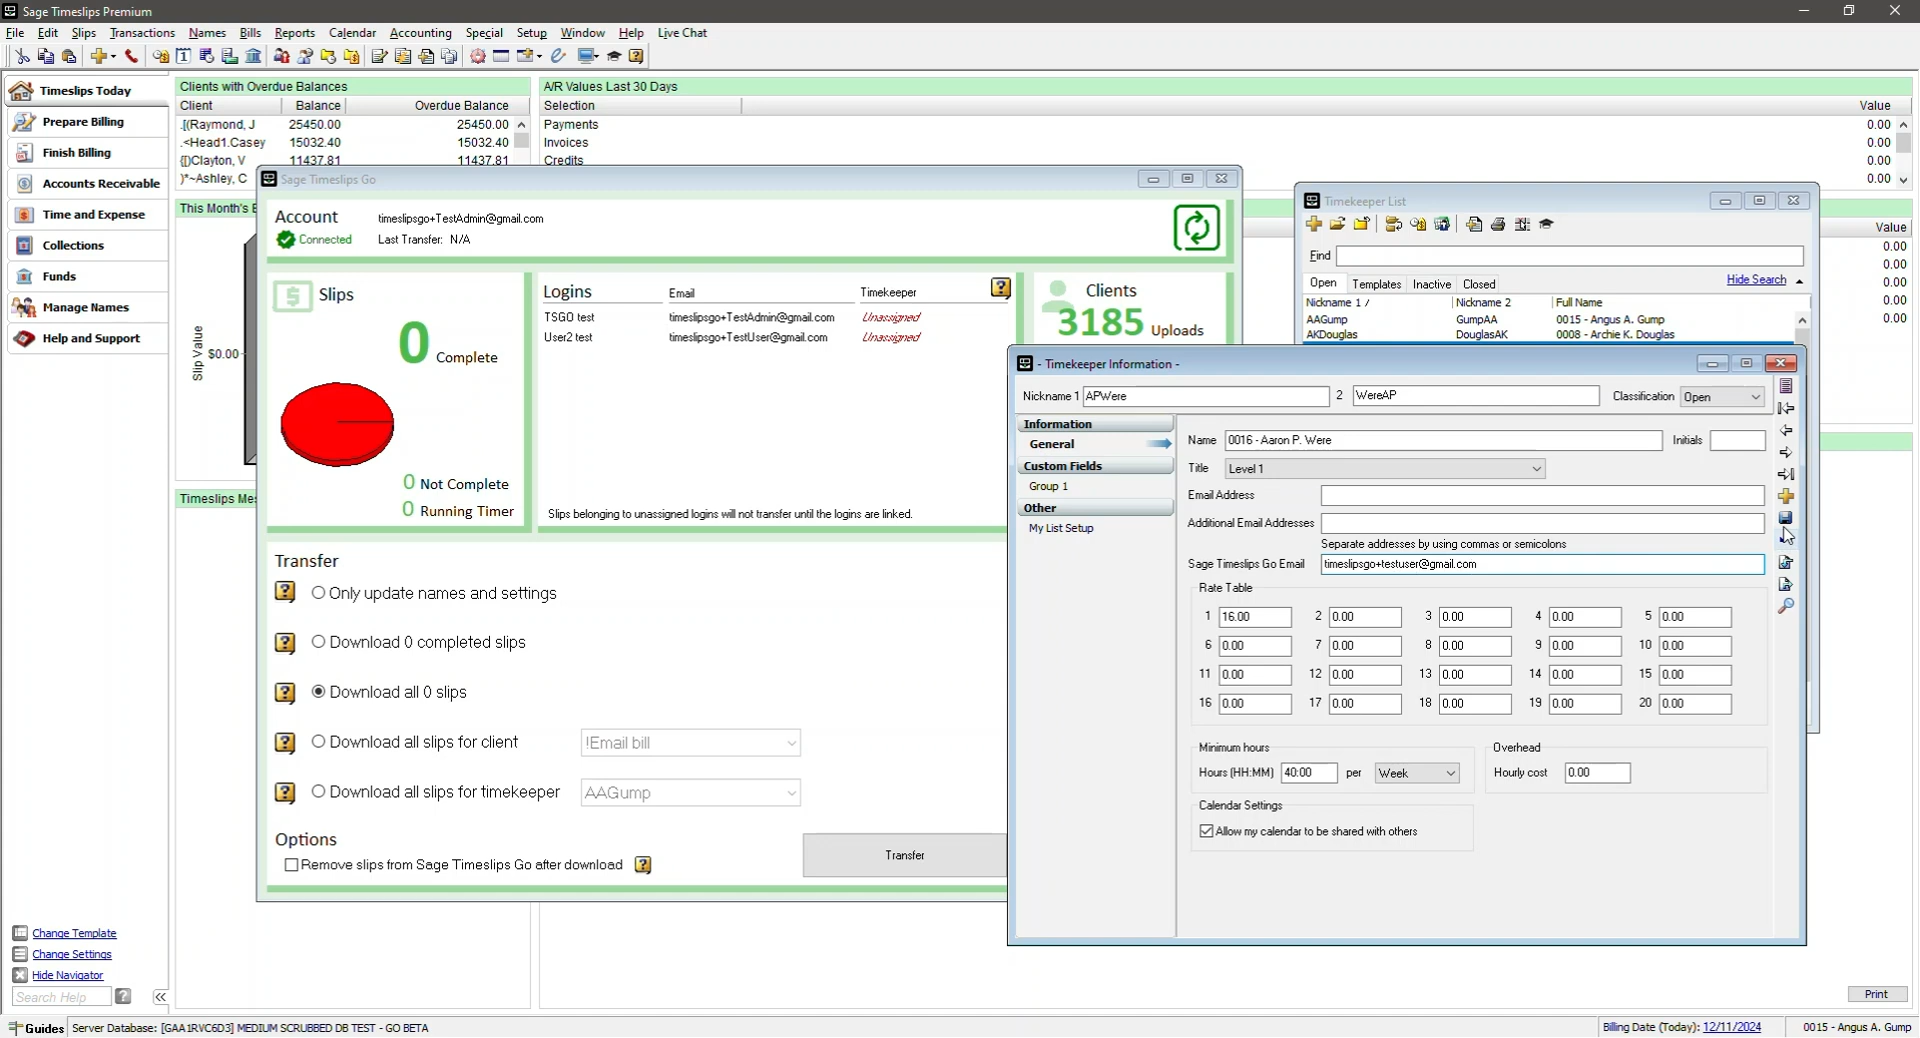 Sage Timeslips Premium
File Edit Slips Transactions Names Bills Reports Calendar Accounting Special Setup Window Help Live Chat
Timeslips Today
Prepare Billing
Finish Billing
Accounts Receivable
Time and Expense
Collections
Funds
Manage Names
Help and Support
Change Template
Change Settings
Hide Navigator
Search Help
Clients with Overdue Balances
Client Balance Overdue Balance
.[(Raymond, J 25450.00 25450.00
.<Head1.Casey 15032.40 15032.40
{[)Clayton, V 11437.81 11437.81
}*~Ashley, C
This Month's
Slip Value
$0.00
Timeslips
A/R Values Last 30 Days
Selection Value
Payments 0.00
Invoices 0.00
Credits 0.00
0.00
Value
0.00
0.00
0.00
0.00
0.00
Sage Timeslips Go
Account timeslipsgo+TestAdmin@gmail.com
Connected Last Transfer: N/A
Slips
0 Complete
0 Not Complete
0 Running Timer
Logins Email Timekeeper
TSGO test timeslipsgo+TestAdmin@gmail.com Unassigned
User2 test timeslipsgo+TestUser@gmail.com Unassigned
Slips belonging to unassigned logins will not transfer until the logins are linked.
Clients
3185 Uploads
Transfer
Only update names and settings
Download 0 completed slips
Download all 0 slips
Download all slips for client !Email bill
Download all slips for timekeeper AAGump
Options
Remove slips from Sage Timeslips Go after download
Transfer
Timekeeper List
Find
Open Templates Inactive Closed Hide Search
Nickname 1 / Nickname 2 Full Name
AAGump GumpAA 0015 - Angus A. Gump
AKDouglas DouglasAK 0008 - Archie K. Douglas
- Timekeeper Information -
Nickname 1 APWere 2 WereAP Classification Open
Information
General
Custom Fields
Group 1
Other
My List Setup
Name 0016 - Aaron P. Were Initials
Title Level 1
Email Address
Additional Email Addresses
Separate addresses by using commas or semicolons
Sage Timeslips Go Email timeslipsgo+testuser@gmail.com
Rate Table
1 16.00 2 0.00 3 0.00 4 0.00 5 0.00
6 0.00 7 0.00 8 0.00 9 0.00 10 0.00
11 0.00 12 0.00 13 0.00 14 0.00 15 0.00
16 0.00 17 0.00 18 0.00 19 0.00 20 0.00
Minimum hours
Hours (HH:MM) 40:00 per Week
Overhead
Hourly cost 0.00
Calendar Settings
Allow my calendar to be shared with others
Print
Guides Server Database: [GAA1RVC6D3] MEDIUM SCRUBBED DB TEST - GO BETA
Billing Date (Today): 12/11/2024 0015 - Angus A. Gump